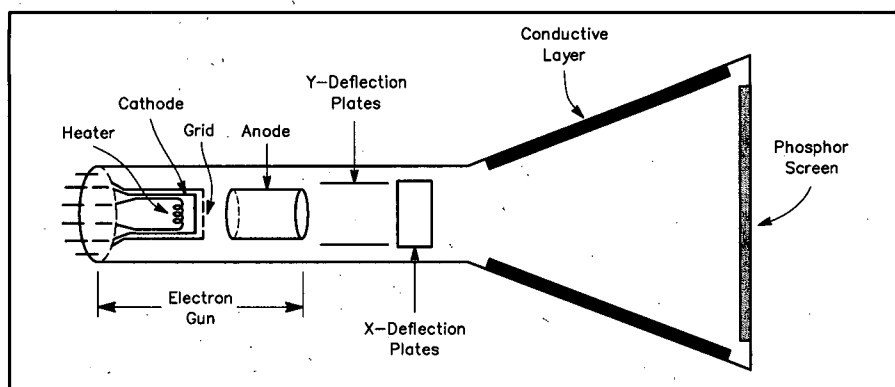 Conductive
Layer
Y-Deflection
Plates
Cathode
Heater
Grid
Anode
Phosphor
Screen
Electron
Gun
X-Deflection
Plates